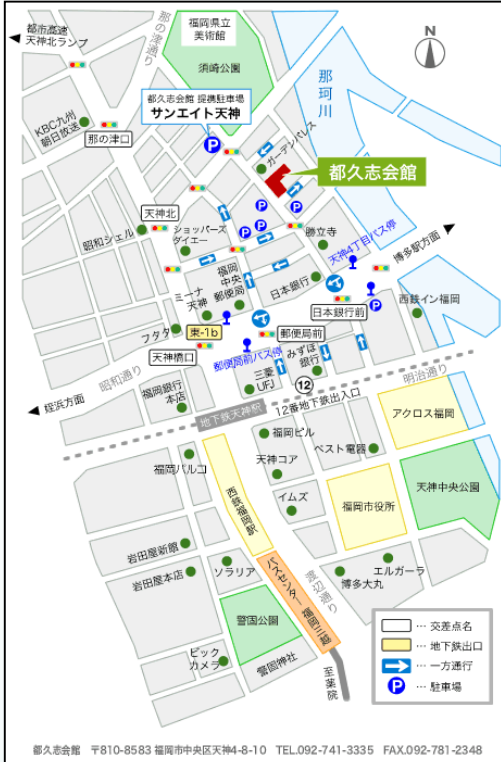 都市高速
天神北ランプ
那の津通り
福岡県立
美術館
須崎公園
N
那珂川
KBC九州
朝日放送
那の津口
都久志会館 提携駐車場
サンエイト天神
P
ガーデンパレス
都久志会館
天神北
昭和シェル
ショッパーズ
ダイエー
P
P
P
P
勝立寺
天神4丁目バス停
博多駅方面
福岡
中央
郵便局
日本銀行
ミーナ
天神
日本銀行前
P
西鉄イン福岡
フタタ
東-1b
郵便局前
天神橋口
郵便局前バス停
みずほ
銀行
昭和通り
姪浜方面
福岡銀行
本店
三菱
UFJ
12
明治通り
地下鉄天神駅
12番地下鉄出入口
アクロス福岡
福岡パルコ
福岡ビル
天神コア
ベスト電器
西鉄福岡駅
イムズ
福岡市役所
天神中央公園
岩田屋新館
岩田屋本店
ソラリア
バスセンター
福岡三越
渡辺通り
博多大丸
エルガーラ
警固公園
ビック
カメラ
警固神社
至薬院
… 交差点名
… 地下鉄出口
… 一方通行
P … 駐車場
都久志会館 〒810-8583 福岡市中央区天神4-8-10 TEL.092-741-3335 FAX.092-781-2348